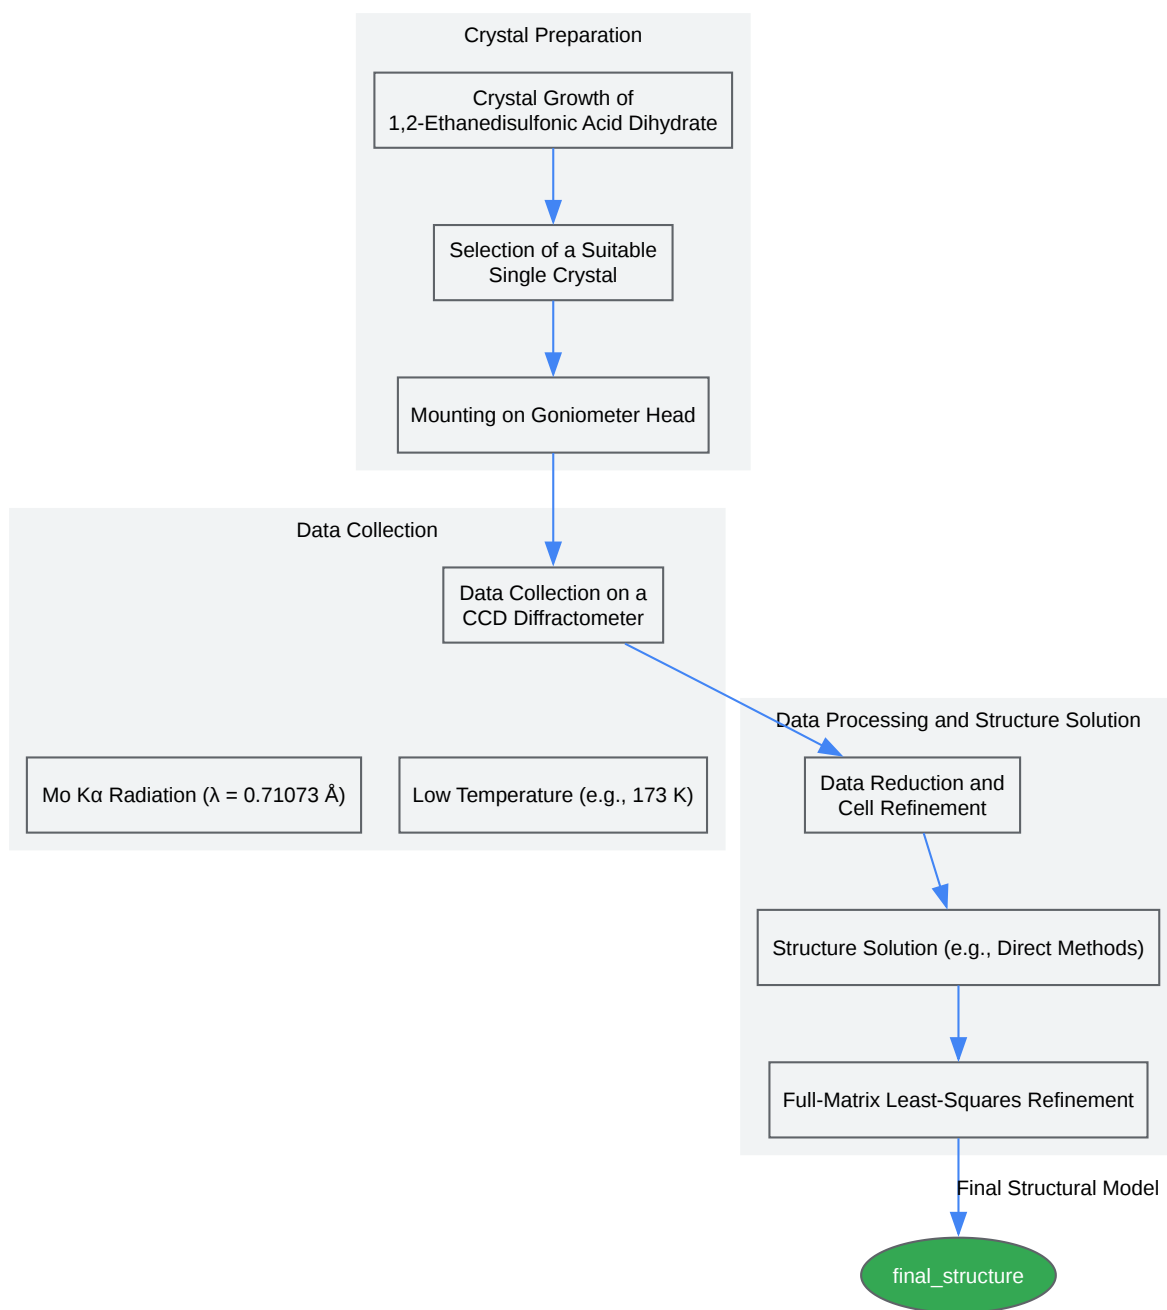 Crystal Preparation
Crystal Growth of
1,2-Ethanedisulfonic Acid Dihydrate
Selection of a Suitable
Single Crystal
Mounting on Goniometer Head
Data Collection
Data Collection on a
CCD Diffractometer
Mo Kα Radiation (λ = 0.71073 Å)
Low Temperature (e.g., 173 K)
Data Processing and Structure Solution
Data Reduction and
Cell Refinement
Structure Solution (e.g., Direct Methods)
Full-Matrix Least-Squares Refinement
Final Structural Model
final_structure